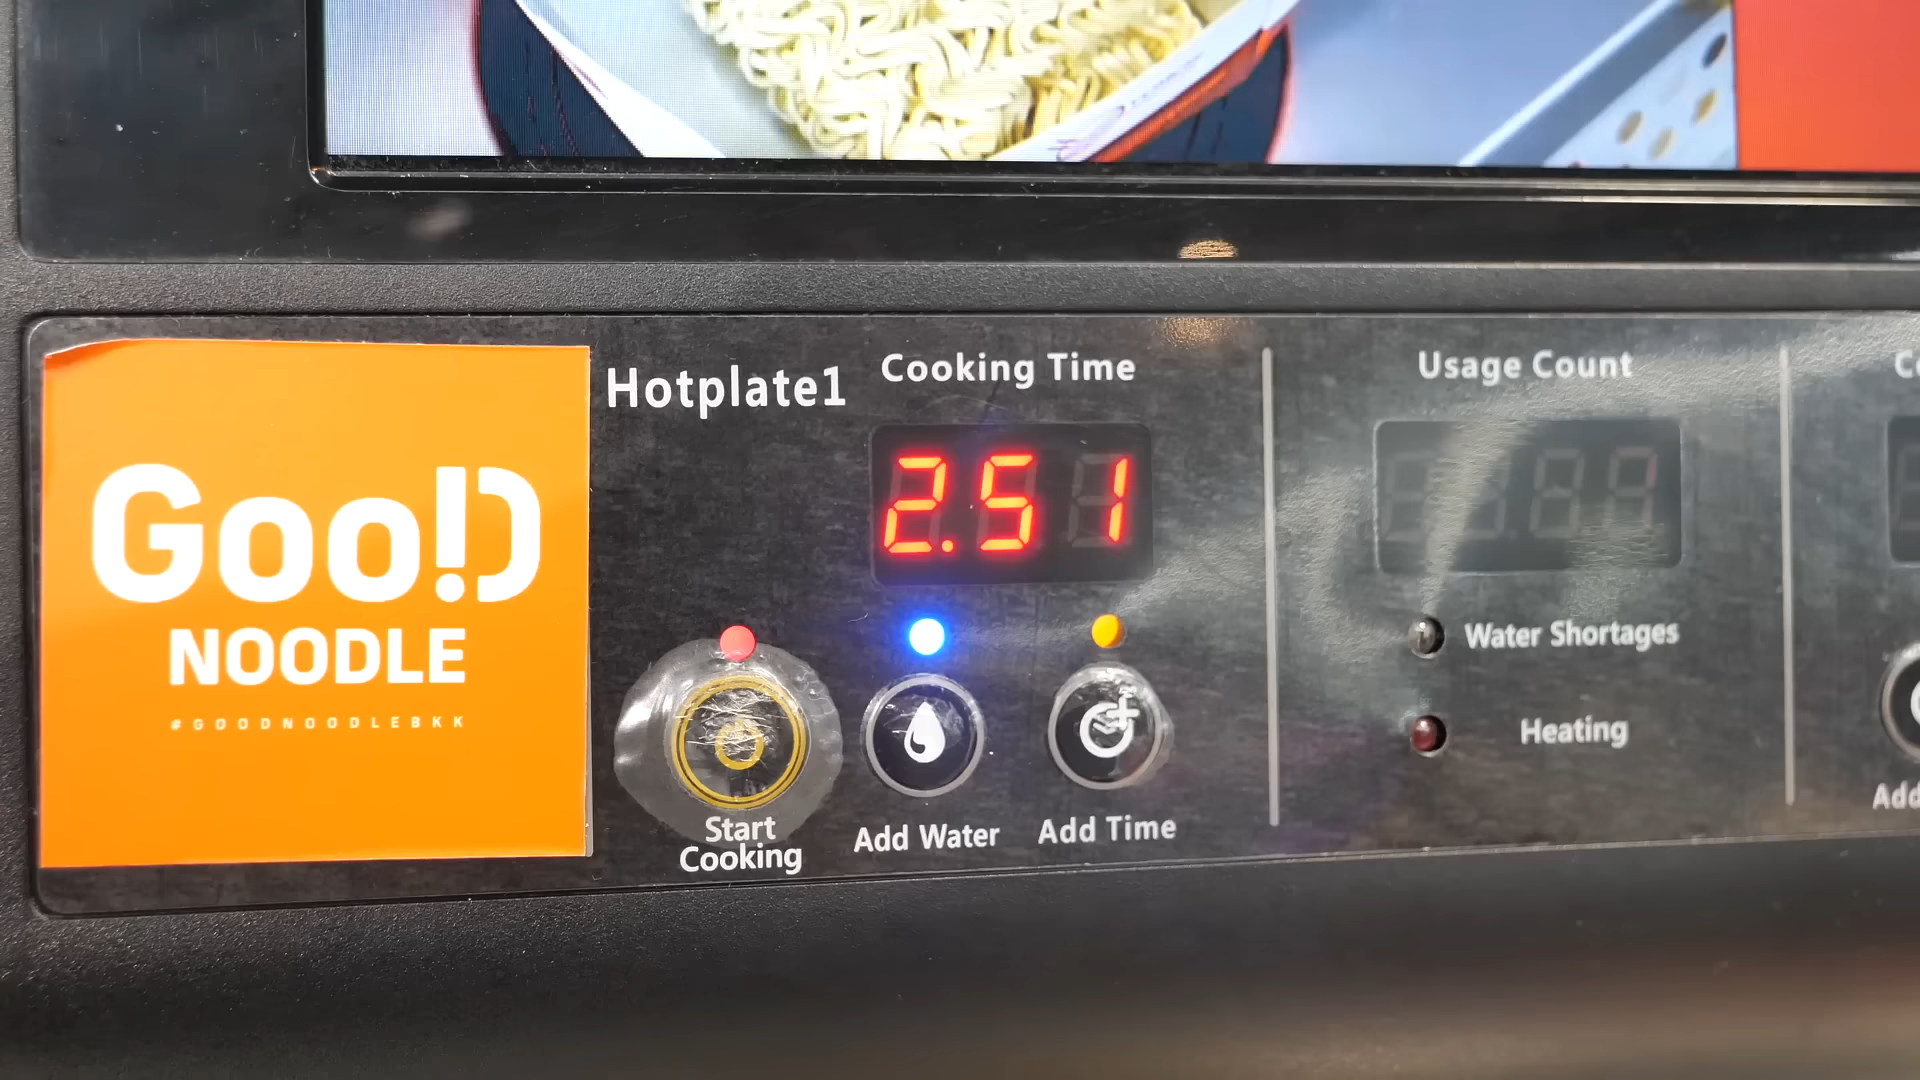 Goo!D
NOODLE
#GOODNOODLEBKK
Hotplate1
Cooking Time
2.51
Start
Cooking
Add Water
Add Time
Usage Count
Water Shortages
Heating
Add